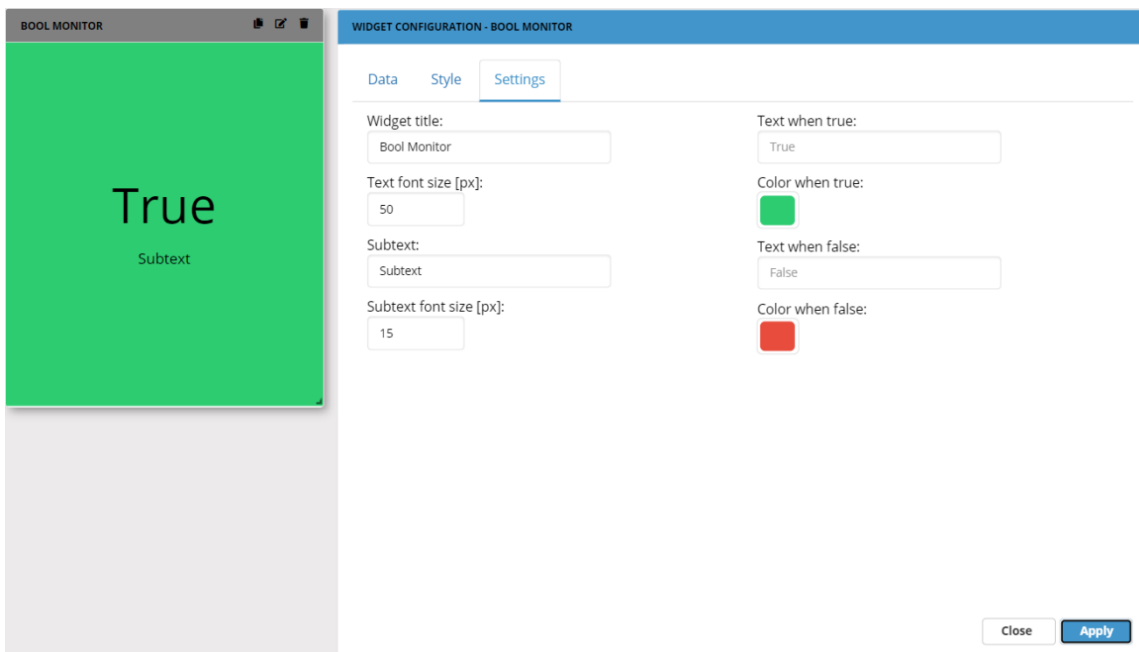 BOOL MONITOR
True
Subtext
WIDGET CONFIGURATION - BOOL MONITOR
Data Style Settings
Widget title:
Bool Monitor
Text font size [px]:
50
Subtext:
Subtext
Subtext font size [px]:
15
Text when true:
True
Color when true:
Text when false:
False
Color when false:
Close Apply